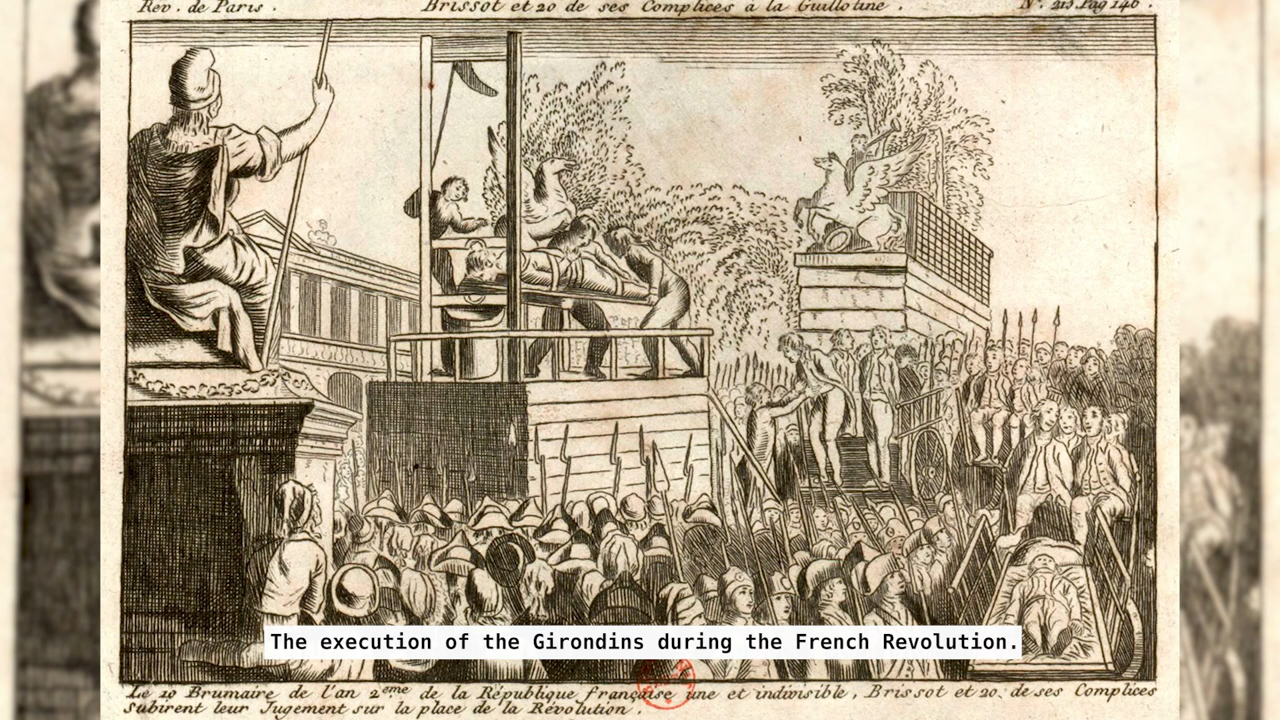 Rev. de Paris . Brissot et 20 de ses Complices à la Guillotine . N.º 213 Pag 146 .
The execution of the Girondins during the French Revolution.
Le 10 Brumaire de l'an 2eme de la République française une et indivisible, Brissot et 20. de ses Complices
subirent leur Jugement sur la place de la Révolution .